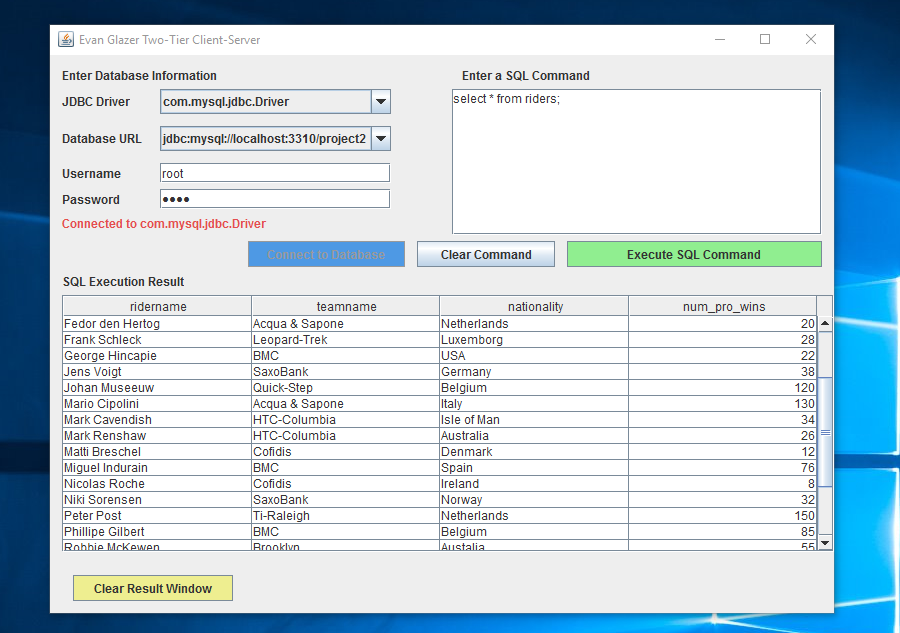 Evan Glazer Two-Tier Client-Server
Enter Database Information
Enter a SQL Command
JDBC Driver com.mysql.jdbc.Driver
select * from riders;
Database URL jdbc:mysql://localhost:3310/project2
Username root
Password ●●●●
Connected to com.mysql.jdbc.Driver
Connect to Database Clear Command Execute SQL Command
SQL Execution Result
ridername teamname nationality num_pro_wins
Fedor den Hertog Acqua & Sapone Netherlands 20
Frank Schleck Leopard-Trek Luxemborg 28
George Hincapie BMC USA 22
Jens Voigt SaxoBank Germany 38
Johan Museeuw Quick-Step Belgium 120
Mario Cipolini Acqua & Sapone Italy 130
Mark Cavendish HTC-Columbia Isle of Man 34
Mark Renshaw HTC-Columbia Australia 26
Matti Breschel Cofidis Denmark 12
Miguel Indurain BMC Spain 76
Nicolas Roche Cofidis Ireland 8
Niki Sorensen SaxoBank Norway 32
Peter Post Ti-Raleigh Netherlands 150
Phillipe Gilbert BMC Belgium 85
Robbie McKewen Brooklyn Austalia 55
Clear Result Window